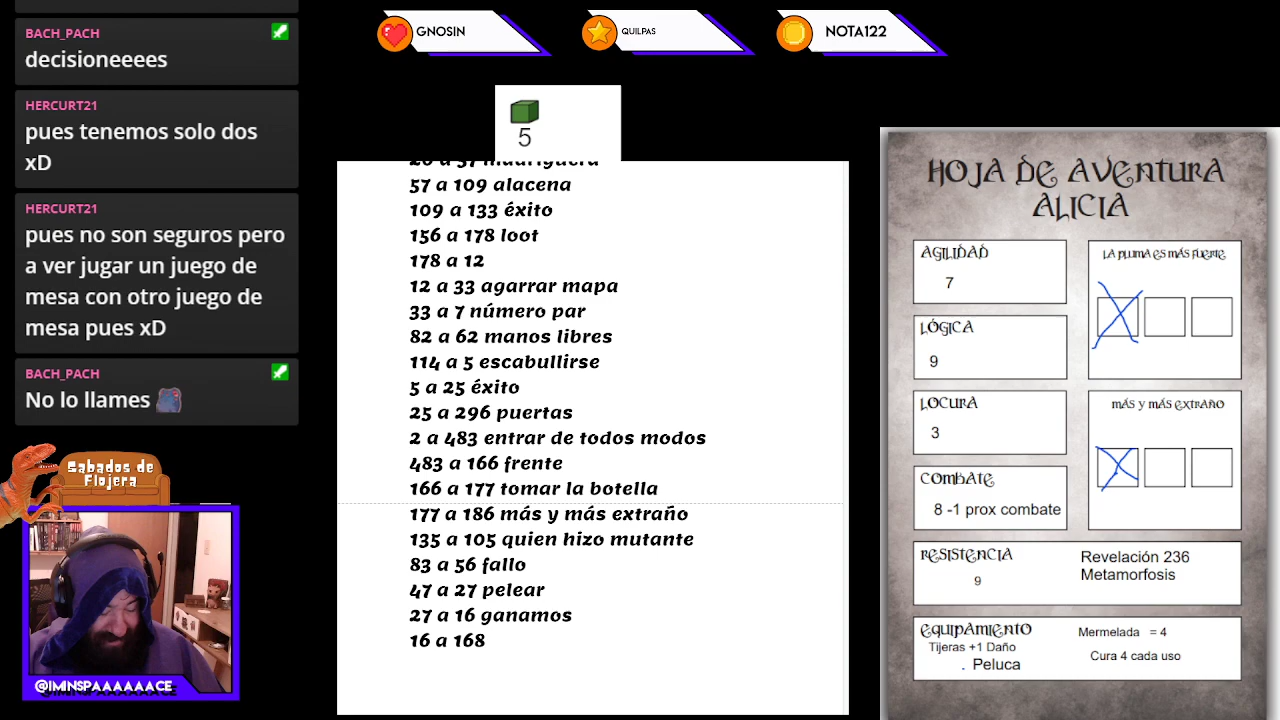 BACH_PACH
decisioneeees
HERCURT21
pues tenemos solo dos
xD
HERCURT21
pues no son seguros pero
a ver jugar un juego de
mesa con otro juego de
mesa pues xD
BACH_PACH
No lo llames
Sabados de
Flojera
@IMINSPAAAAAACE
GNOSIN
QUILPAS
NOTA122
5
57 a 109 alacena
109 a 133 éxito
156 a 178 loot
178 a 12
12 a 33 agarrar mapa
33 a 7 número par
82 a 62 manos libres
114 a 5 escabullirse
5 a 25 éxito
25 a 296 puertas
2 a 483 entrar de todos modos
483 a 166 frente
166 a 177 tomar la botella
177 a 186 más y más extraño
135 a 105 quien hizo mutante
83 a 56 fallo
47 a 27 pelear
27 a 16 ganamos
16 a 168
HOJA DE AVENTURA
ALICIA
AGILIDAD
7
LÓGICA
9
LOCURA
3
COMBATE
8 -1 prox combate
LA PLUMA ES MÁS FUERTE
MÁS Y MÁS EXTRAÑO
RESISTENCIA
9
Revelación 236
Metamorfosis
EQUIPAMIENTO
Tijeras +1 Daño
. Peluca
Mermelada = 4
Cura 4 cada uso